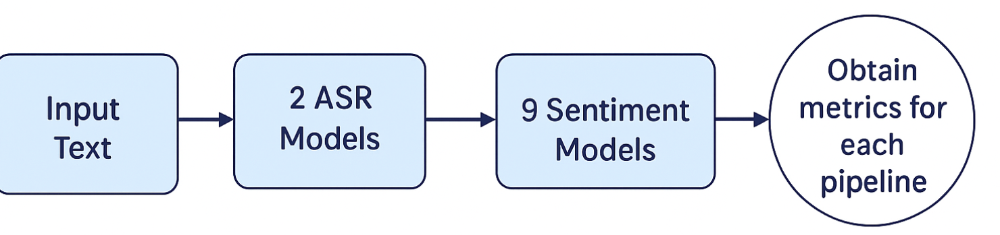 Input
Text
2 ASR
Models
9 Sentiment
Models
Obtain
metrics for
each
pipeline